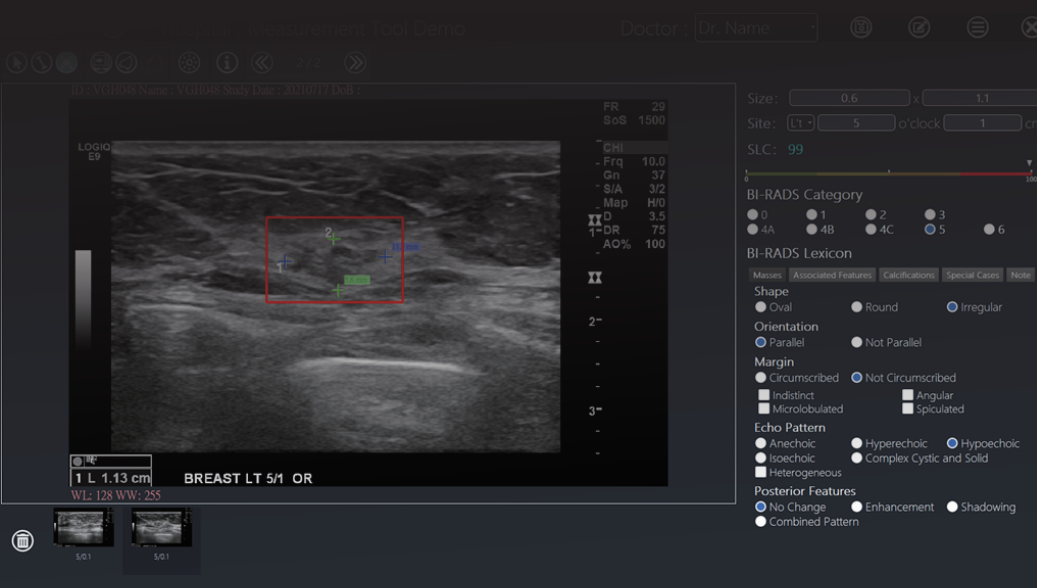 Measurement Tool Demo
Doctor : Dr. Name
2 / 2
ID : VGH048 Name : VGH048 Study Date : 20210717 DoB :
LOGIQ
E9
FR 29
SoS 1500
CHI
Frq 10.0
Gn 37
S/A 3/2
Map H/0
D 3.5
DR 75
AO% 100
1
2
3
2
1
1 L 1.13 cm
BREAST LT 5/1 OR
WL: 128 WW: 255
5/0.1
5/0.1
Size: 0.6 x 1.1
Site: L't 5 o'clock 1 cm
SLC: 99
0 100
BI-RADS Category
0 1 2 3
4A 4B 4C 5 6
BI-RADS Lexicon
Masses Associated Features Calcifications Special Cases Note
Shape
Oval Round Irregular
Orientation
Parallel Not Parallel
Margin
Circumscribed Not Circumscribed
Indistinct Angular
Microlobulated Spiculated
Echo Pattern
Anechoic Hyperechoic Hypoechoic
Isoechoic Complex Cystic and Solid
Heterogeneous
Posterior Features
No Change Enhancement Shadowing
Combined Pattern